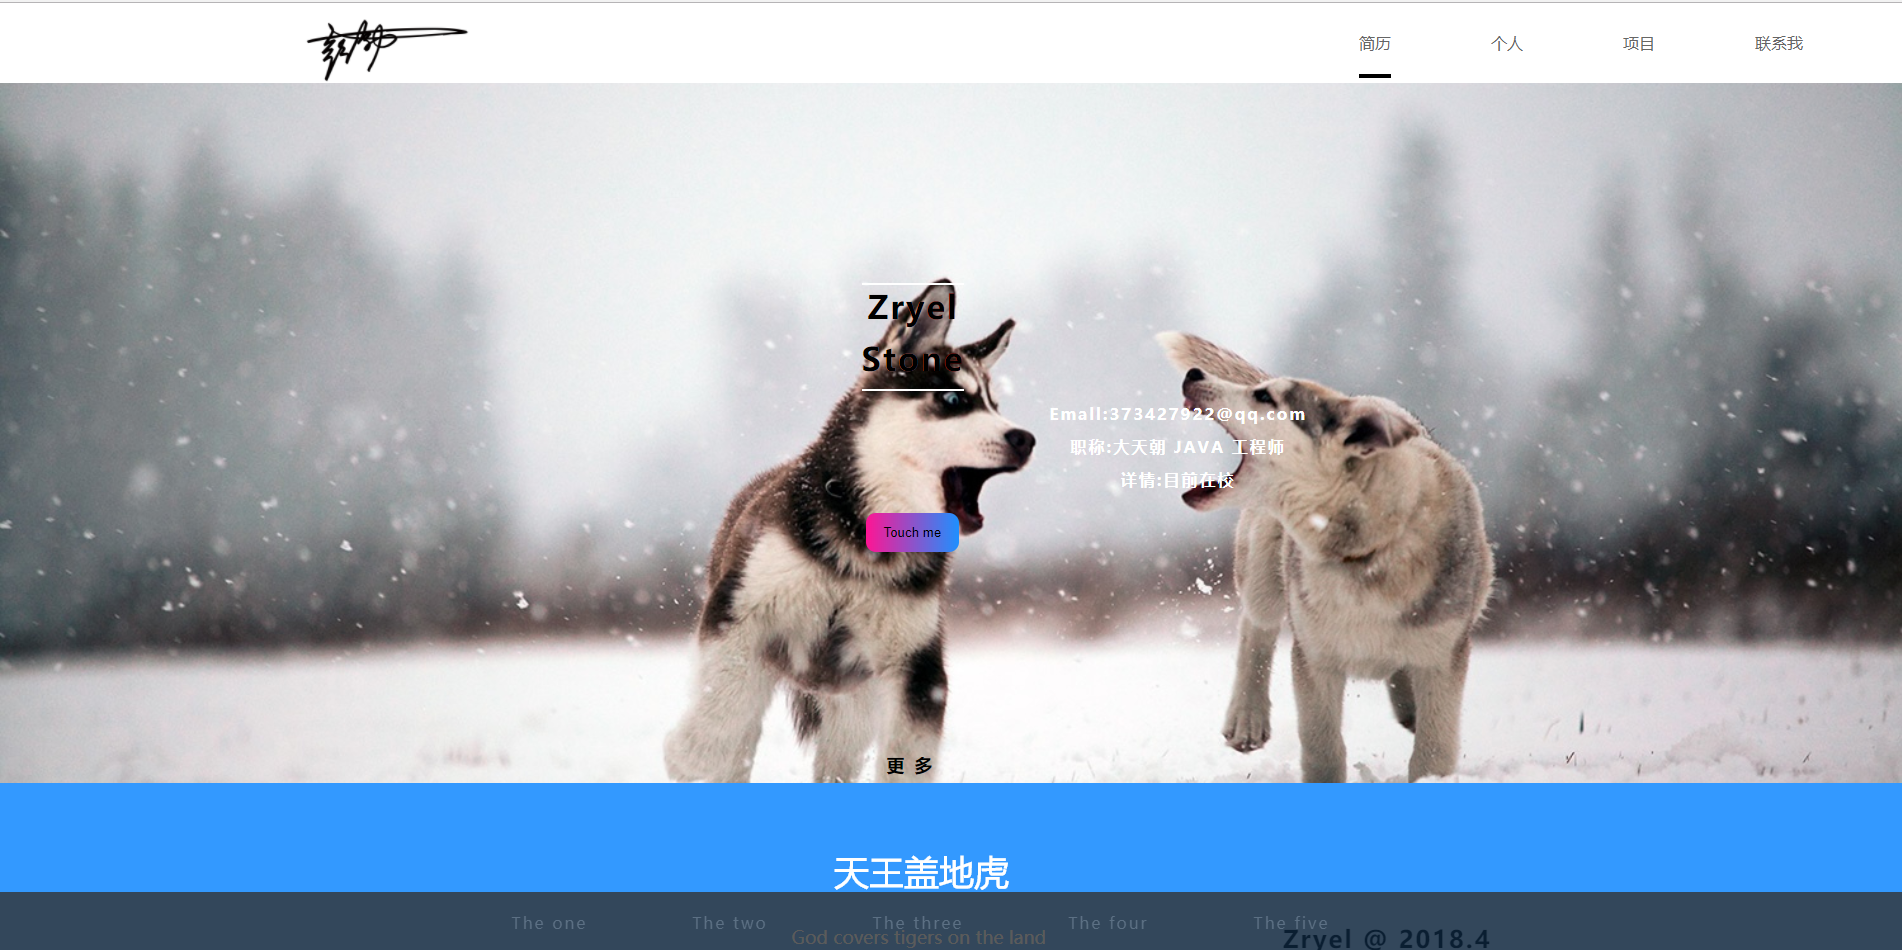 简历 个人 项目 联系我
Zryel
Stone
Emall:373427922@qq.com
职称:大天朝 JAVA 工程师
详情:目前在校
Touch me
更 多
天王盖地虎
The one The two The three The four The five
God covers tigers on the land
Zryel @ 2018.4